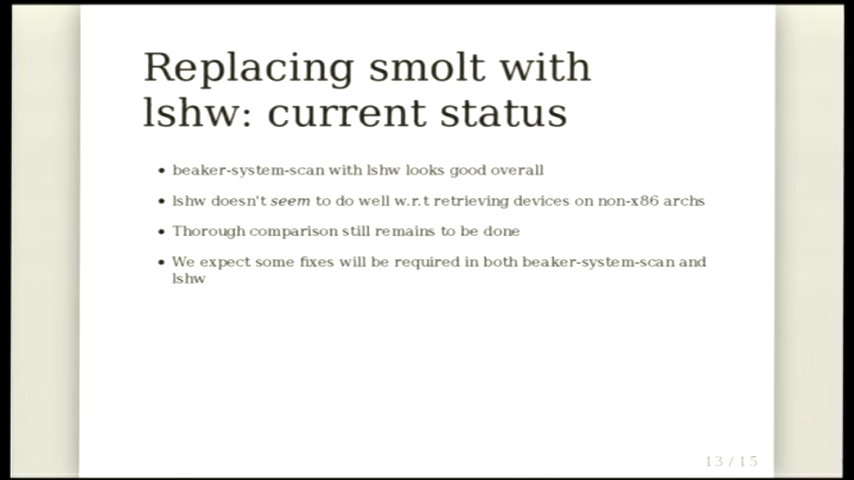 Replacing smolt with
lshw: current status
• beaker-system-scan with lshw looks good overall
• lshw doesn't seem to do well w.r.t retrieving devices on non-x86 archs
• Thorough comparison still remains to be done
• We expect some fixes will be required in both beaker-system-scan and
lshw
13 / 15